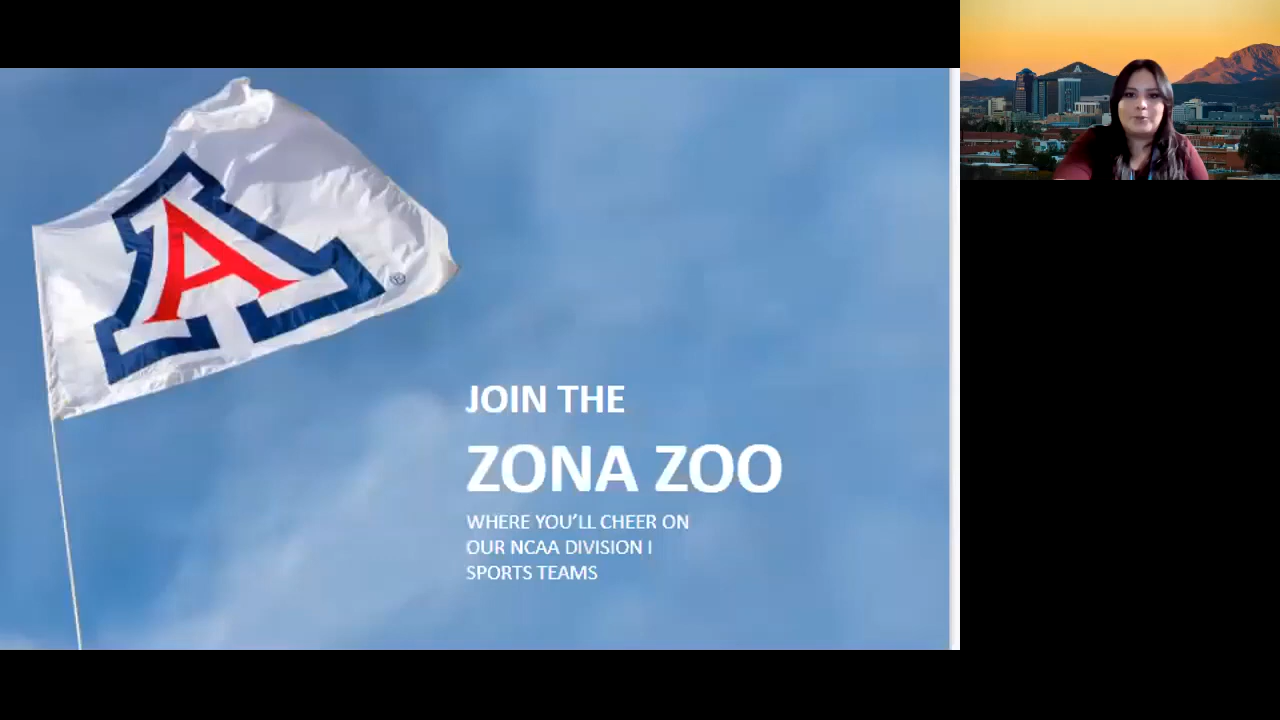 A
®
JOIN THE
ZONA ZOO
WHERE YOU’LL CHEER ON
OUR NCAA DIVISION I
SPORTS TEAMS